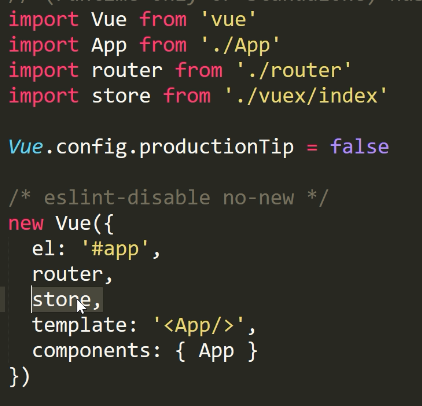 import Vue from 'vue'
import App from './App'
import router from './router'
import store from './vuex/index'
Vue.config.productionTip = false
/* eslint-disable no-new */
new Vue({
el: '#app',
router,
store,
template: '<App/>',
components: { App }
})